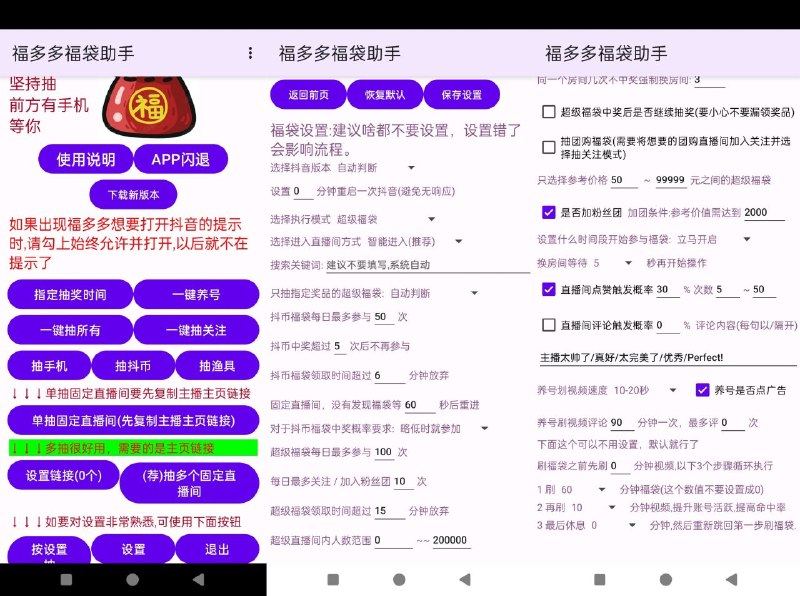 福多多福袋助手
坚持抽
前方有手机
等你
福
使用说明
APP闪退
下载新版本
如果出现福多多想要打开抖音的提示
时,请勾上始终允许并打开,以后就不在
提示了
指定抽奖时间
一键养号
一键抽所有
一键抽关注
抽手机
抽抖币
抽渔具
↓↓↓单抽固定直播间要先复制主播主页链接
单抽固定直播间(先复制主播主页链接)
↓↓↓多抽很好用，需要的是主页链接
设置链接(0个)
(荐)抽多个固定直
播间
↓↓↓如要对设置非常熟悉,可使用下面按钮
按设置
抽
设置
退出
福多多福袋助手
返回前页
恢复默认
保存设置
福袋设置:建议啥都不要设置，设置错了
会影响流程。
选择抖音版本 自动判断
设置 0 分钟重启一次抖音(避免无响应)
选择执行模式 超级福袋
选择进入直播间方式 智能进入(推荐)
搜索关键词: 建议不要填写,系统自动
只抽指定奖品的超级福袋: 自动判断
抖币福袋每日最多参与 50 次
抖币中奖超过 5 次后不再参与
抖币福袋领取时间超过 6 分钟放弃
固定直播间，没有发现福袋等 60 秒后重进
对于抖币福袋中奖概率要求: 略低时就参加
超级福袋每日最多参与 100 次
每日最多关注 / 加入粉丝团 10 次
超级福袋领取时间超过 15 分钟放弃
超级直播间内人数范围 0 ~~ 200000
福多多福袋助手
同一个房间几次不中奖强制换房间: 3
超级福袋中奖后是否继续抽奖(要小心不要漏领奖品)
抽团购福袋(需要将想要的团购直播间加入关注并选
择抽关注模式)
只选择参考价格 50 ~ 99999 元之间的超级福袋
是否加粉丝团 加团条件:参考价值需达到 2000
设置什么时间段开始参与福袋: 立马开启
换房间等待 5 秒再开始操作
直播间点赞触发概率 30 % 次数 5 ~ 50
直播间评论触发概率 0 % 评论内容(每句以/隔开)
主播太帅了/真好/太完美了/优秀/Perfect!
养号划视频速度 10-20秒 养号是否点广告
养号刷视频评论 90 分钟一次，最多评 0 次
下面这个可以不用设置，默认就行了
刷福袋之前先刷 0 分钟视频,以下3个步骤循环执行
1 刷 60 分钟福袋(这个数值不要设置成0)
2 再刷 10 分钟视频,提升账号活跃,提高命中率
3 最后休息 0 分钟,然后重新跳回第一步刷福袋.